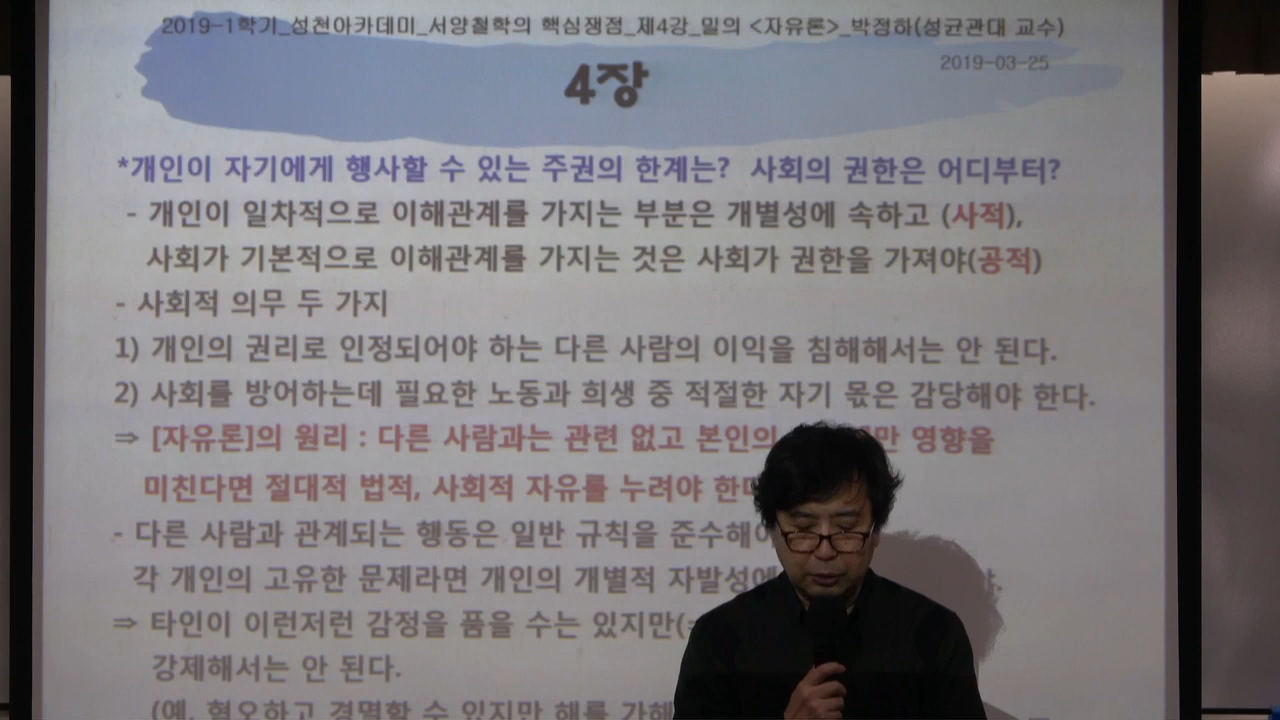 2019-1학기_성천아카데미_서양철학의 핵심쟁점_제4강_밀의 <자유론>_박정하(성균관대 교수)
2019-03-25
4장
*개인이 자기에게 행사할 수 있는 주권의 한계는? 사회의 권한은 어디부터?
- 개인이 일차적으로 이해관계를 가지는 부분은 개별성에 속하고 (사적),
사회가 기본적으로 이해관계를 가지는 것은 사회가 권한을 가져야(공적)
- 사회적 의무 두 가지
1) 개인의 권리로 인정되어야 하는 다른 사람의 이익을 침해해서는 안 된다.
2) 사회를 방어하는데 필요한 노동과 희생 중 적절한 자기 몫은 감당해야 한다.
⇒ [자유론]의 원리 : 다른 사람과는 관련 없고 본인의 영향을
미친다면 절대적 법적, 사회적 자유를 누려야
- 다른 사람과 관계되는 행동은 일반 규칙을
각 개인의 고유한 문제라면 개인의 개별적
⇒ 타인이 이런저런 감정을 품을 수는 있지만(
강제해서는 안 된다.
(예, 혐오하고 경멸할 수 있지만 해를